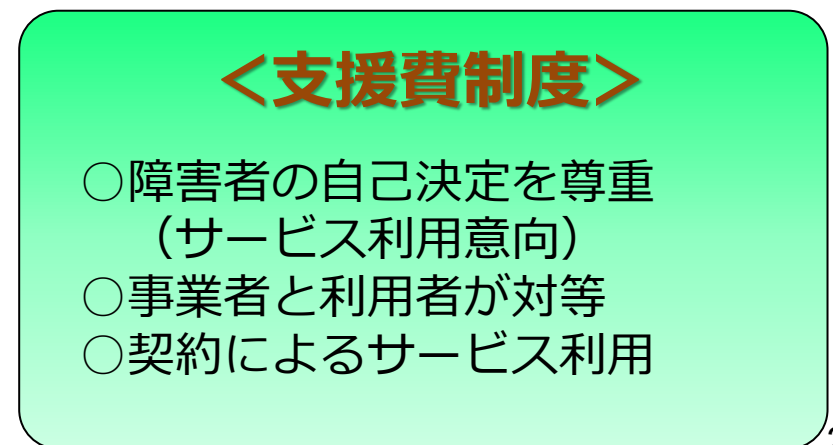 ＜支援費制度＞
○障害者の自己決定を尊重
（サービス利用意向）
○事業者と利用者が対等
○契約によるサービス利用